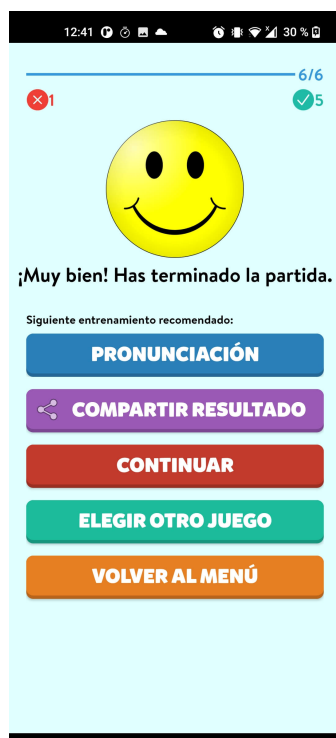 12:41 30 %
6/6
1 5
¡Muy bien! Has terminado la partida.
Siguiente entrenamiento recomendado:
PRONUNCIACIÓN
COMPARTIR RESULTADO
CONTINUAR
ELEGIR OTRO JUEGO
VOLVER AL MENÚ